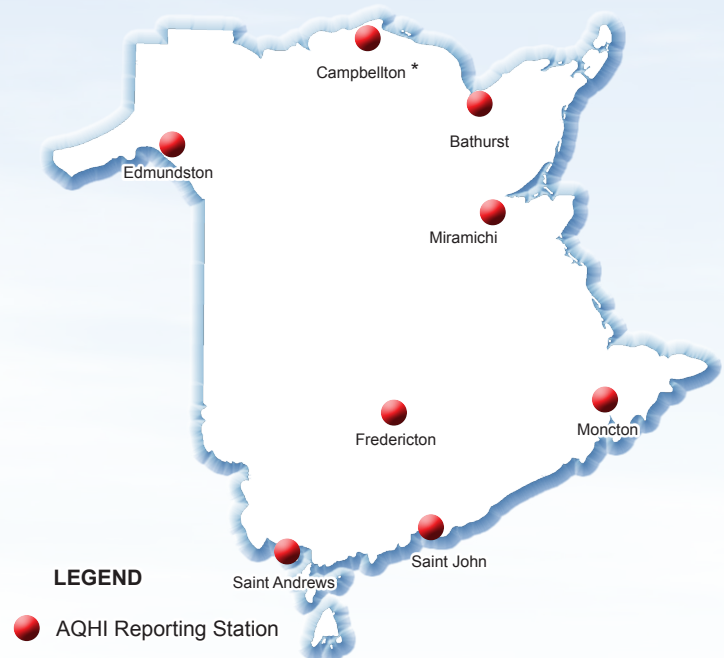 Campbellton *
Bathurst
Edmundston
Miramichi
Fredericton
Moncton
Saint John
LEGEND
Saint Andrews
AQHI Reporting Station